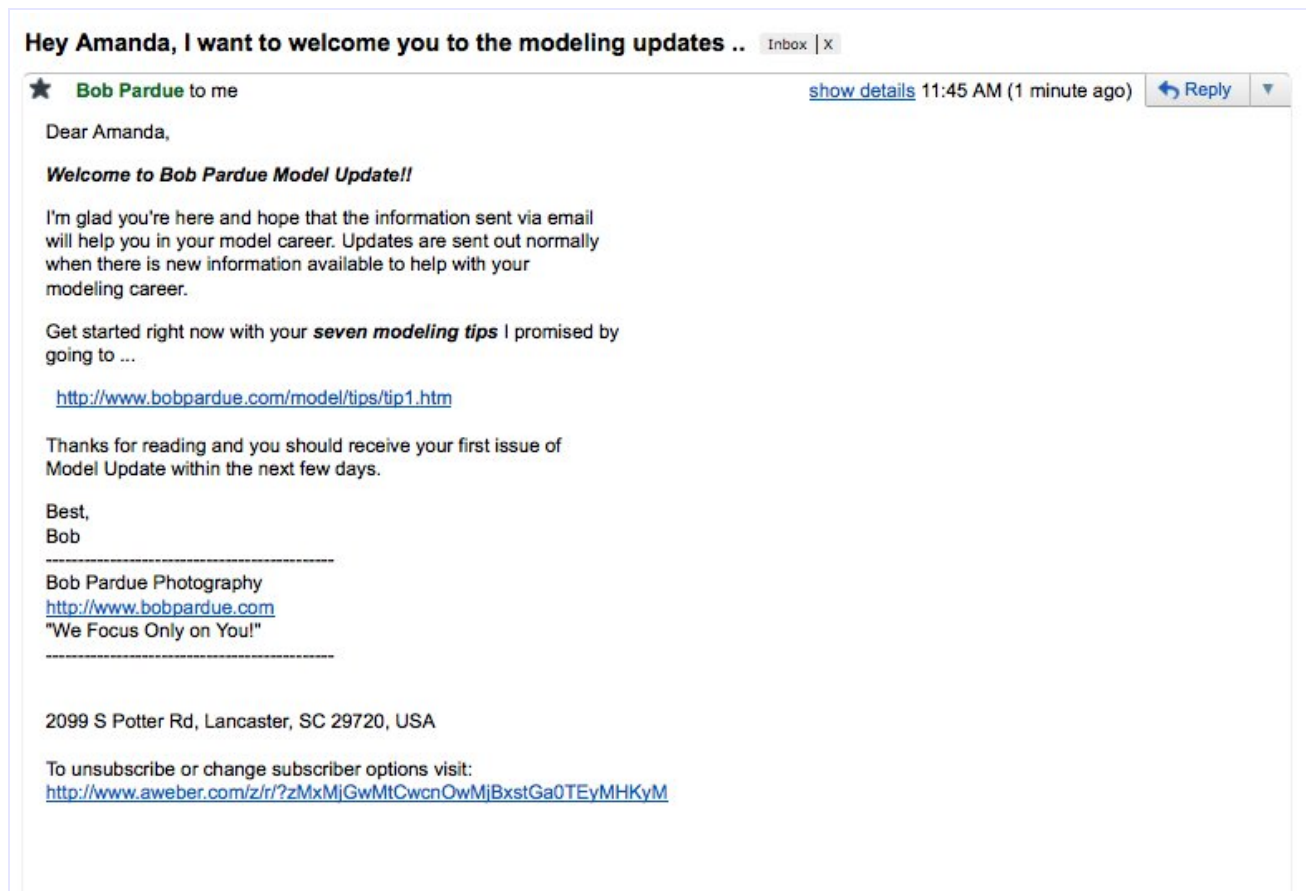 Hey Amanda, I want to welcome you to the modeling updates .. Inbox | X
Bob Pardue to me show details 11:45 AM (1 minute ago) Reply
Dear Amanda,
Welcome to Bob Pardue Model Update!!
I'm glad you're here and hope that the information sent via email
will help you in your model career. Updates are sent out normally
when there is new information available to help with your
modeling career.
Get started right now with your seven modeling tips I promised by
going to ...
http://www.bobpardue.com/model/tips/tip1.htm
Thanks for reading and you should receive your first issue of
Model Update within the next few days.
Best,
Bob
---------------------------------------------
Bob Pardue Photography
http://www.bobpardue.com
"We Focus Only on You!"
---------------------------------------------
2099 S Potter Rd, Lancaster, SC 29720, USA
To unsubscribe or change subscriber options visit:
http://www.aweber.com/z/r/?zMxMjGwMtCwcnOwMjBxstGa0TEyMHKyM